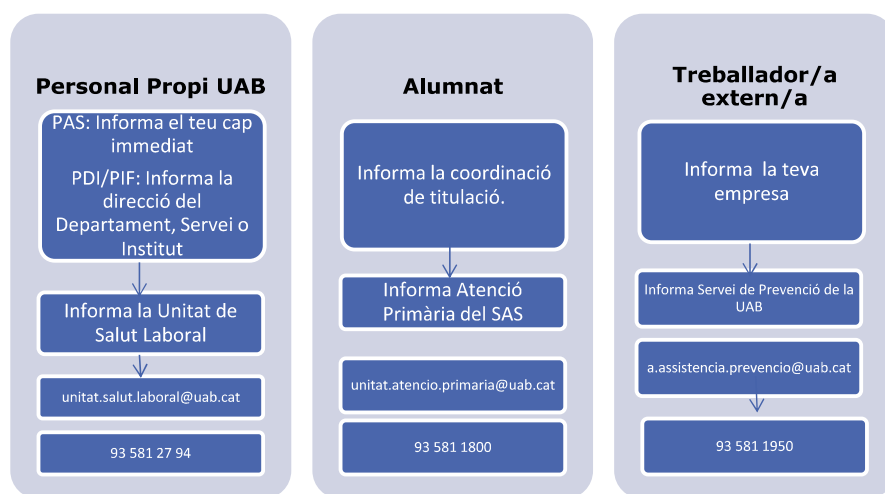 Personal Propi UAB
PAS: Informa el teu cap
immediat
PDI/PIF: Informa la
direcció del
Departament, Servei o
Institut
Informa la Unitat de
Salut Laboral
unitat.salut.laboral@uab.cat
93 581 27 94
Alumnat
Informa la coordinació
de titulació.
Informa Atenció
Primària del SAS
unitat.atencio.primaria@uab.cat
93 581 1800
Treballador/a
extern/a
Informa la teva
empresa
Informa Servei de Prevenció de la
UAB
a.assistencia.prevencio@uab.cat
93 581 1950